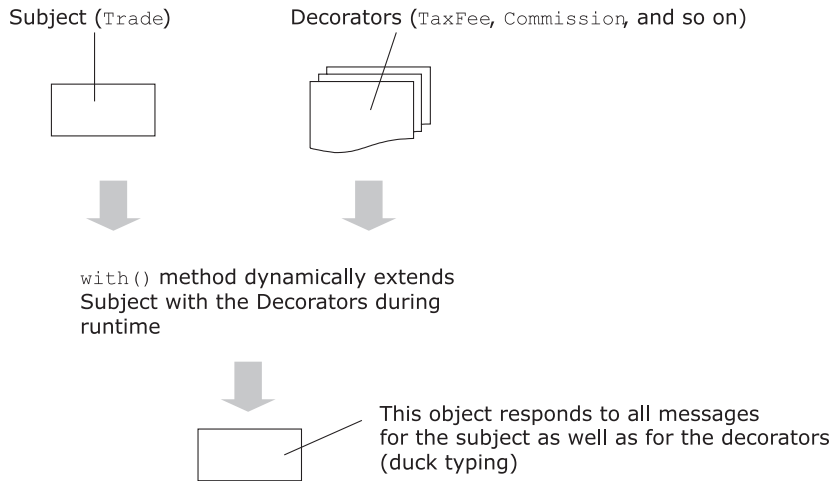 Subject (Trade)
Decorators (TaxFee, Commission, and so on)
with() method dynamically extends
Subject with the Decorators during
runtime
This object responds to all messages
for the subject as well as for the decorators
(duck typing)